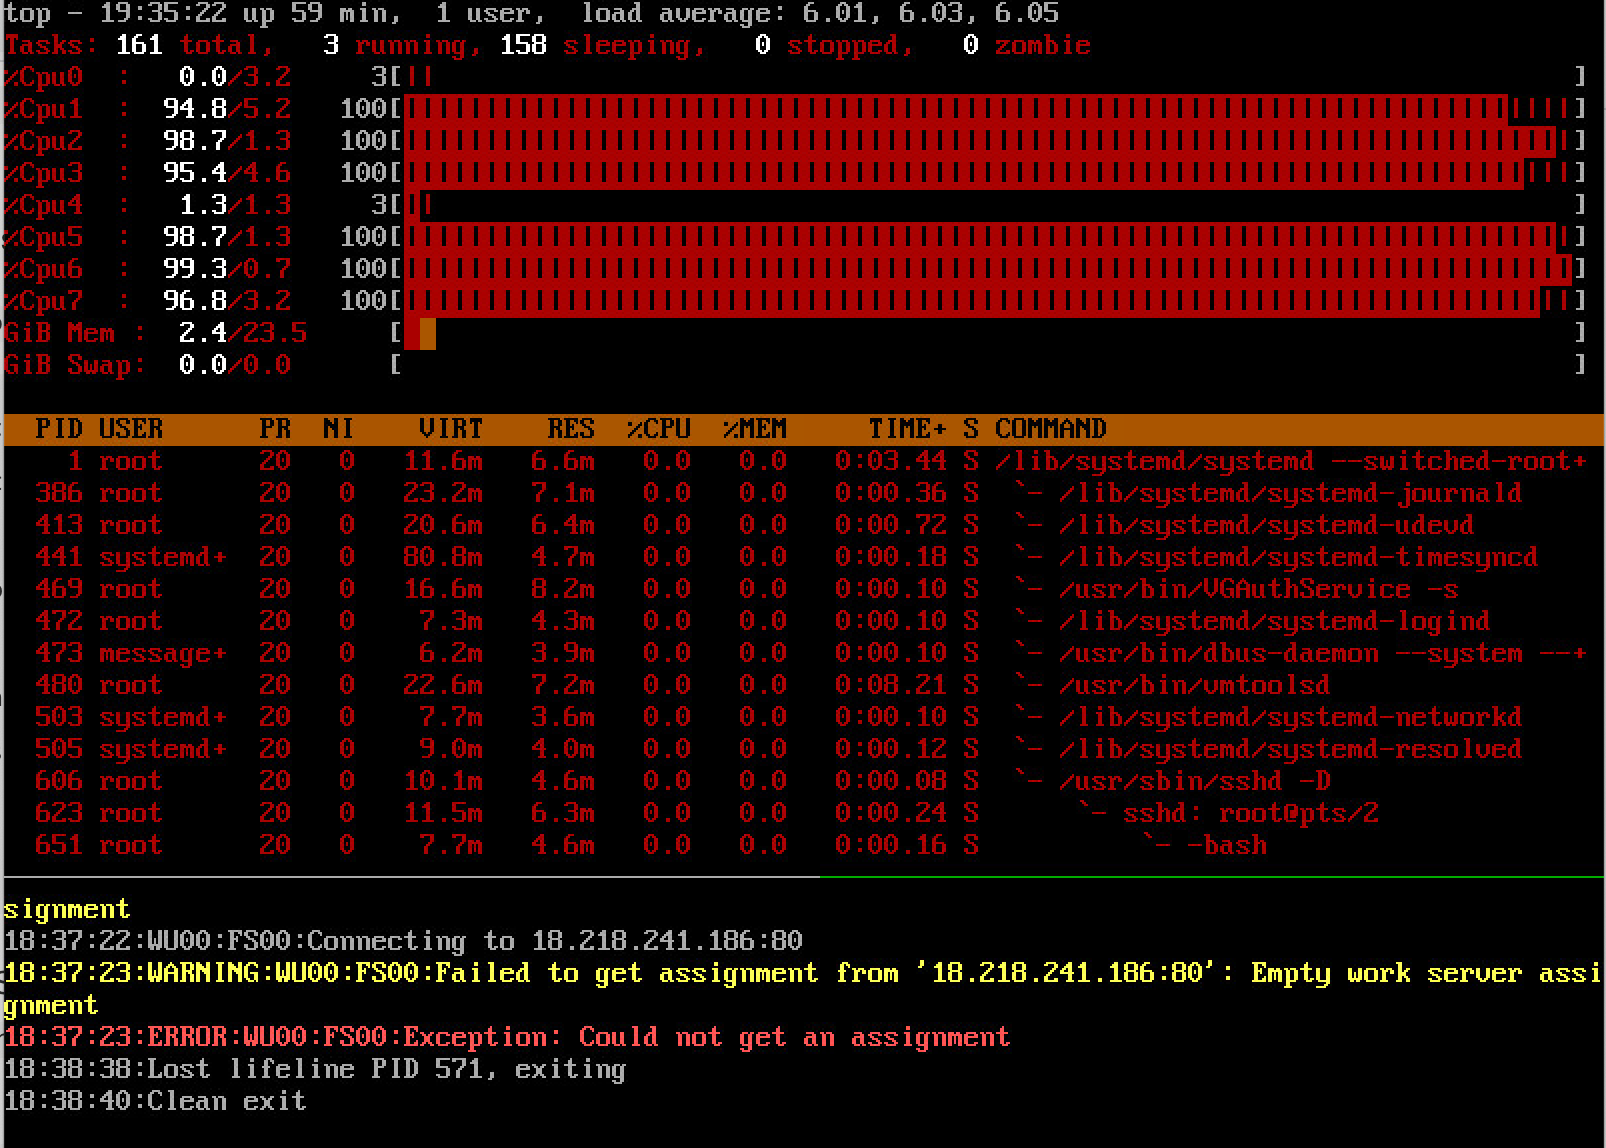 top - 19:35:22 up 59 min,  1 user,  load average: 6.01, 6.03, 6.05
Tasks: 161 total,   3 running, 158 sleeping,   0 stopped,   0 zombie
%Cpu0  :   0.0/3.2     3[||                                                                        ]
%Cpu1  :  94.8/5.2   100[||||||||||||||||||||||||||||||||||||||||||||||||||||||||||||||||||||||||||]
%Cpu2  :  98.7/1.3   100[||||||||||||||||||||||||||||||||||||||||||||||||||||||||||||||||||||||||||]
%Cpu3  :  95.4/4.6   100[||||||||||||||||||||||||||||||||||||||||||||||||||||||||||||||||||||||||||]
%Cpu4  :   1.3/1.3     3[||                                                                        ]
%Cpu5  :  98.7/1.3   100[||||||||||||||||||||||||||||||||||||||||||||||||||||||||||||||||||||||||||]
%Cpu6  :  99.3/0.7   100[||||||||||||||||||||||||||||||||||||||||||||||||||||||||||||||||||||||||||]
%Cpu7  :  96.8/3.2   100[||||||||||||||||||||||||||||||||||||||||||||||||||||||||||||||||||||||||||]
GiB Mem :  2.4/23.5     [                                                                          ]
GiB Swap:  0.0/0.0      [                                                                          ]
PID USER      PR  NI    VIRT    RES  %CPU  %MEM     TIME+ S COMMAND
1 root      20   0   11.6m   6.6m   0.0   0.0   0:03.44 S /lib/systemd/systemd --switched-root+
386 root      20   0   23.2m   7.1m   0.0   0.0   0:00.36 S  `- /lib/systemd/systemd-journald
413 root      20   0   20.6m   6.4m   0.0   0.0   0:00.72 S  `- /lib/systemd/systemd-udevd
441 systemd+  20   0   80.8m   4.7m   0.0   0.0   0:00.18 S  `- /lib/systemd/systemd-timesyncd
469 root      20   0   16.6m   8.2m   0.0   0.0   0:00.10 S  `- /usr/bin/VGAuthService -s
472 root      20   0    7.3m   4.3m   0.0   0.0   0:00.10 S  `- /lib/systemd/systemd-logind
473 message+  20   0    6.2m   3.9m   0.0   0.0   0:00.10 S  `- /usr/bin/dbus-daemon --system --+
480 root      20   0   22.6m   7.2m   0.0   0.0   0:08.21 S  `- /usr/bin/vmtoolsd
503 systemd+  20   0    7.7m   3.6m   0.0   0.0   0:00.10 S  `- /lib/systemd/systemd-networkd
505 systemd+  20   0    9.0m   4.0m   0.0   0.0   0:00.12 S  `- /lib/systemd/systemd-resolved
606 root      20   0   10.1m   4.6m   0.0   0.0   0:00.08 S  `- /usr/sbin/sshd -D
623 root      20   0   11.5m   6.3m   0.0   0.0   0:00.24 S      `- sshd: root@pts/2
651 root      20   0    7.7m   4.6m   0.0   0.0   0:00.16 S          `- -bash
signment
18:37:22:WU00:FS00:Connecting to 18.218.241.186:80
18:37:23:WARNING:WU00:FS00:Failed to get assignment from '18.218.241.186:80': Empty work server assi
gnment
18:37:23:ERROR:WU00:FS00:Exception: Could not get an assignment
18:38:38:Lost lifeline PID 571, exiting
18:38:40:Clean exit